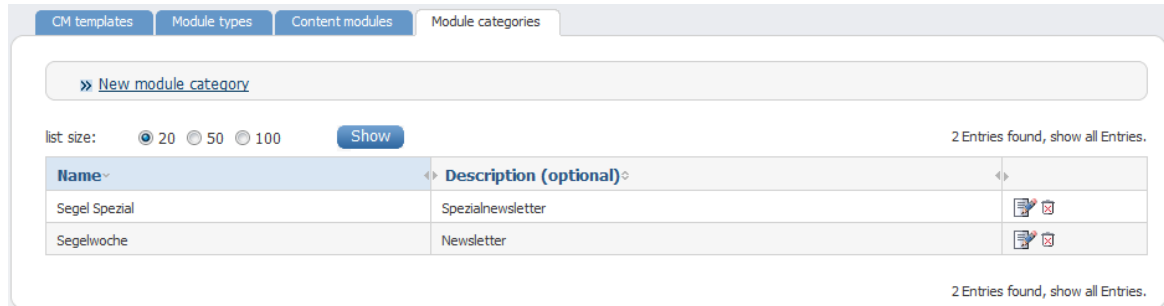 CM templates Module types Content modules Module categories
» New module category
list size: 20 50 100 Show 2 Entries found, show all Entries.
Name Description (optional)
Segel Spezial Spezialnewsletter
Segelwoche Newsletter
2 Entries found, show all Entries.